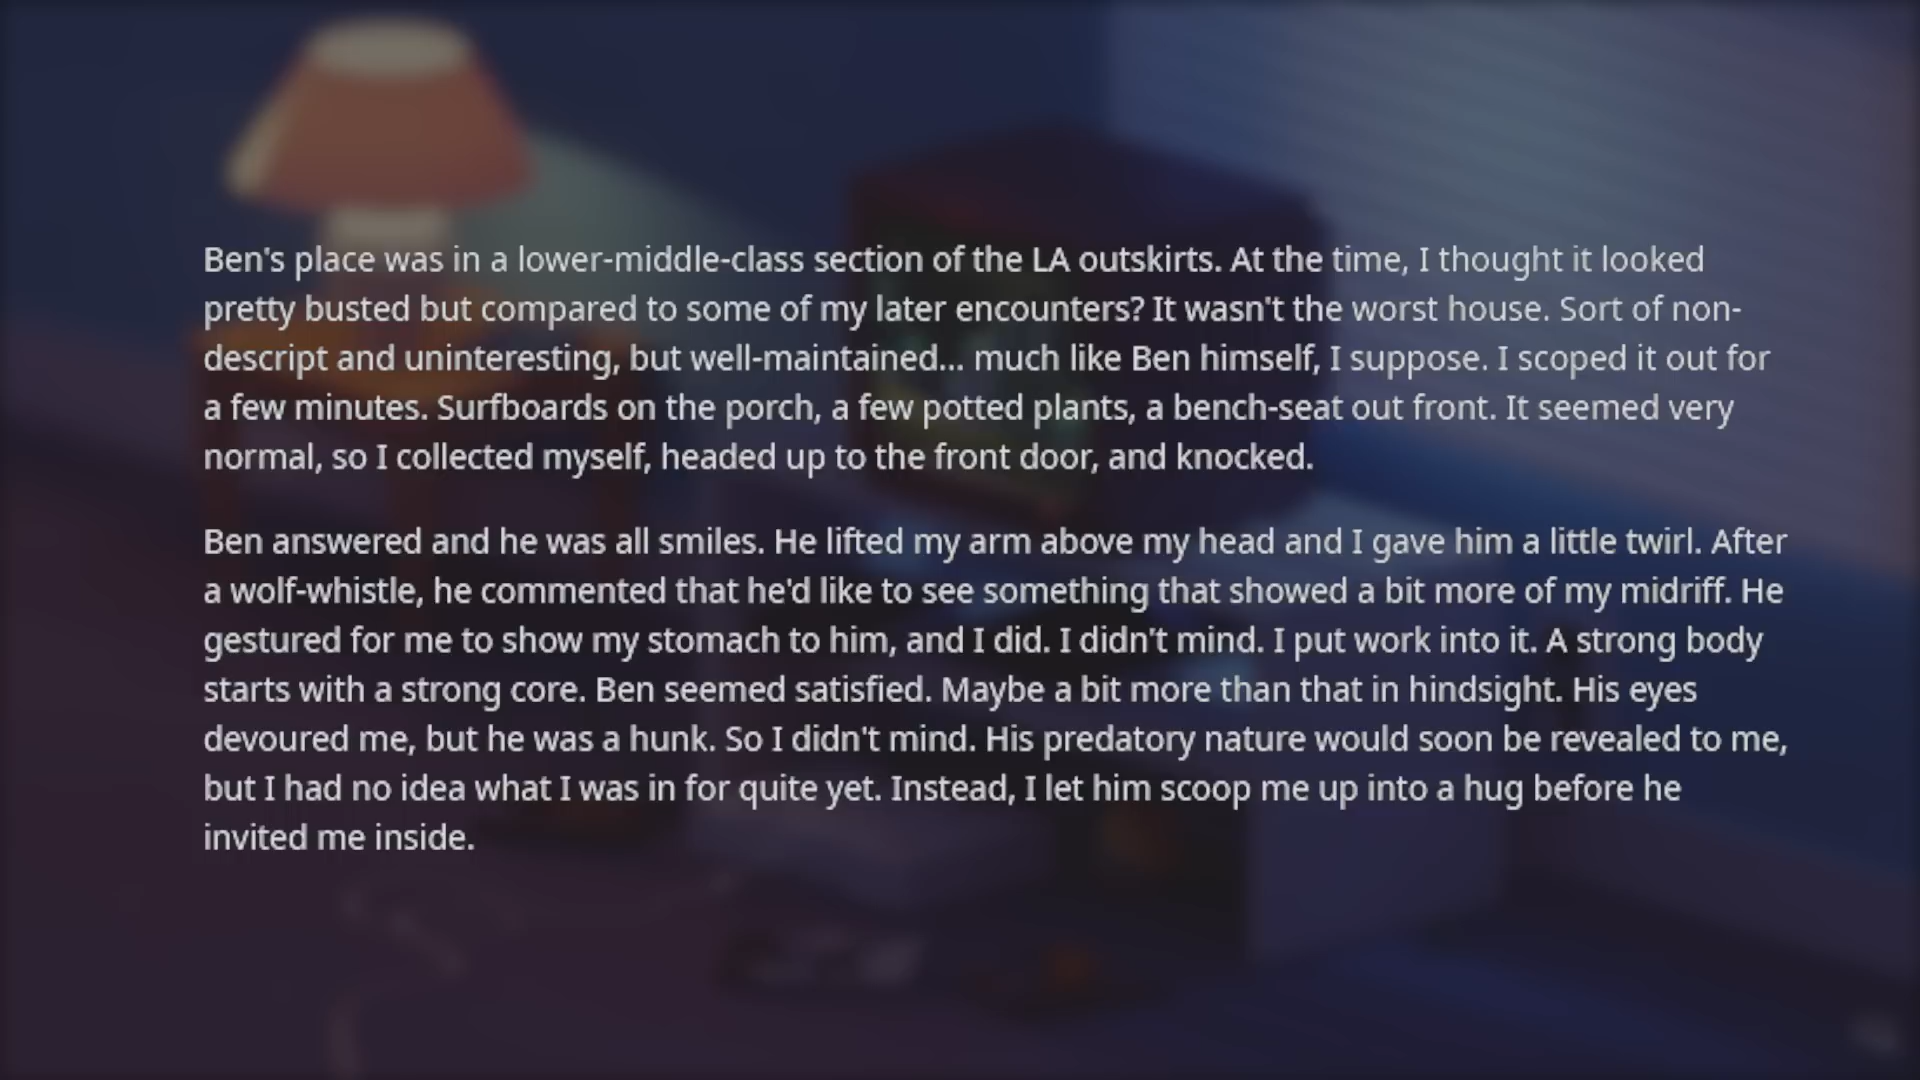 Ben's place was in a lower-middle-class section of the LA outskirts. At the time, I thought it looked
pretty busted but compared to some of my later encounters? It wasn't the worst house. Sort of non-
descript and uninteresting, but well-maintained... much like Ben himself, I suppose. I scoped it out for
a few minutes. Surfboards on the porch, a few potted plants, a bench-seat out front. It seemed very
normal, so I collected myself, headed up to the front door, and knocked.
Ben answered and he was all smiles. He lifted my arm above my head and I gave him a little twirl. After
a wolf-whistle, he commented that he'd like to see something that showed a bit more of my midriff. He
gestured for me to show my stomach to him, and I did. I didn't mind. I put work into it. A strong body
starts with a strong core. Ben seemed satisfied. Maybe a bit more than that in hindsight. His eyes
devoured me, but he was a hunk. So I didn't mind. His predatory nature would soon be revealed to me,
but I had no idea what I was in for quite yet. Instead, I let him scoop me up into a hug before he
invited me inside.